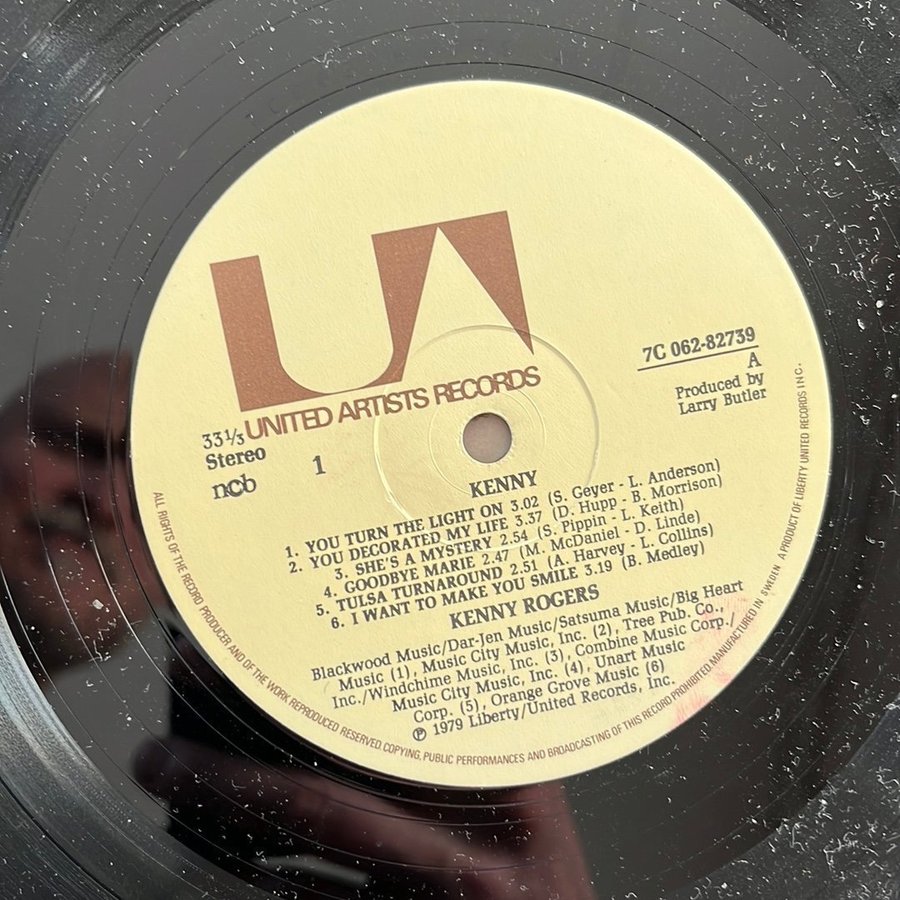 UA
UNITED ARTISTS RECORDS
33⅓
Stereo
ncb
1
7C 062-82739
A
Produced by
Larry Butler
KENNY
1. YOU TURN THE LIGHT ON 3.02 (S. Geyer - L. Anderson)
2. YOU DECORATED MY LIFE 3.37 (D. Hupp - B. Morrison)
3. SHE'S A MYSTERY 2.54 (S. Pippin - L. Keith)
4. GOODBYE MARIE 2.47 (M. McDaniel - D. Linde)
5. TULSA TURNAROUND 2.51 (A. Harvey - L. Collins)
6. I WANT TO MAKE YOU SMILE 3.19 (B. Medley)
KENNY ROGERS
Blackwood Music/Dar-Jen Music/Satsuma Music/Big Heart
Music (1), Music City Music, Inc. (2), Tree Pub. Co.,
Inc./Windchime Music, Inc. (3), Combine Music Corp./
Music City Music, Inc. (4), Unart Music
Corp. (5), Orange Grove Music (6)
℗ 1979 Liberty/United Records, Inc.
ALL RIGHTS OF THE RECORD PRODUCER AND OF THE WORK REPRODUCED RESERVED. COPYING, PUBLIC PERFORMANCES AND BROADCASTING OF THIS RECORD PROHIBITED. MANUFACTURED IN SWEDEN A PRODUCT OF LIBERTY UNITED RECORDS INC.